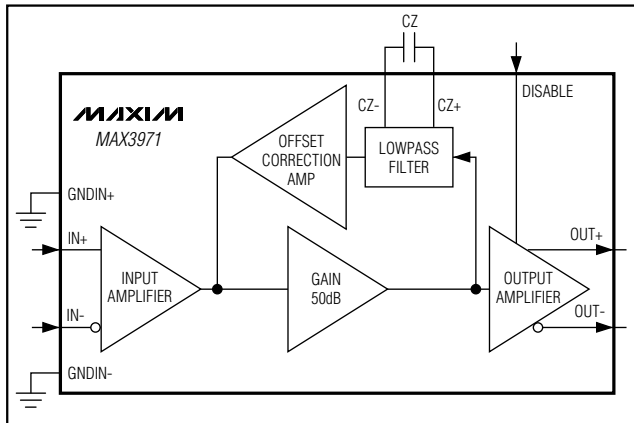 CZ
MAXIM
MAX3971
CZ-
CZ+
DISABLE
OFFSET
CORRECTION
AMP
LOWPASS
FILTER
GNDIN+
IN+
INPUT
AMPLIFIER
GAIN
50dB
OUTPUT
AMPLIFIER
OUT+
IN-
OUT-
GNDIN-